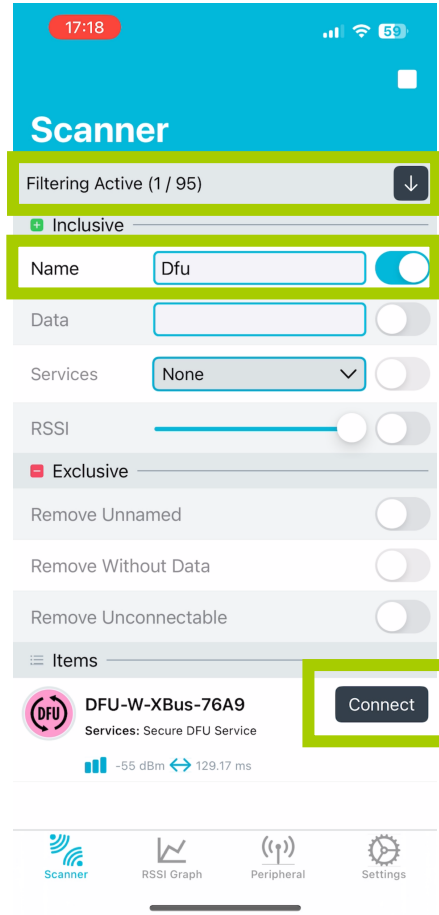 17:18
59
Scanner
Filtering Active (1 / 95)
Inclusive
Name Dfu
Data
Services None
RSSI
Exclusive
Remove Unnamed
Remove Without Data
Remove Unconnectable
Items
DFU
DFU-W-XBus-76A9
Connect
Services: Secure DFU Service
-55 dBm 129.17 ms
Scanner RSSI Graph Peripheral Settings